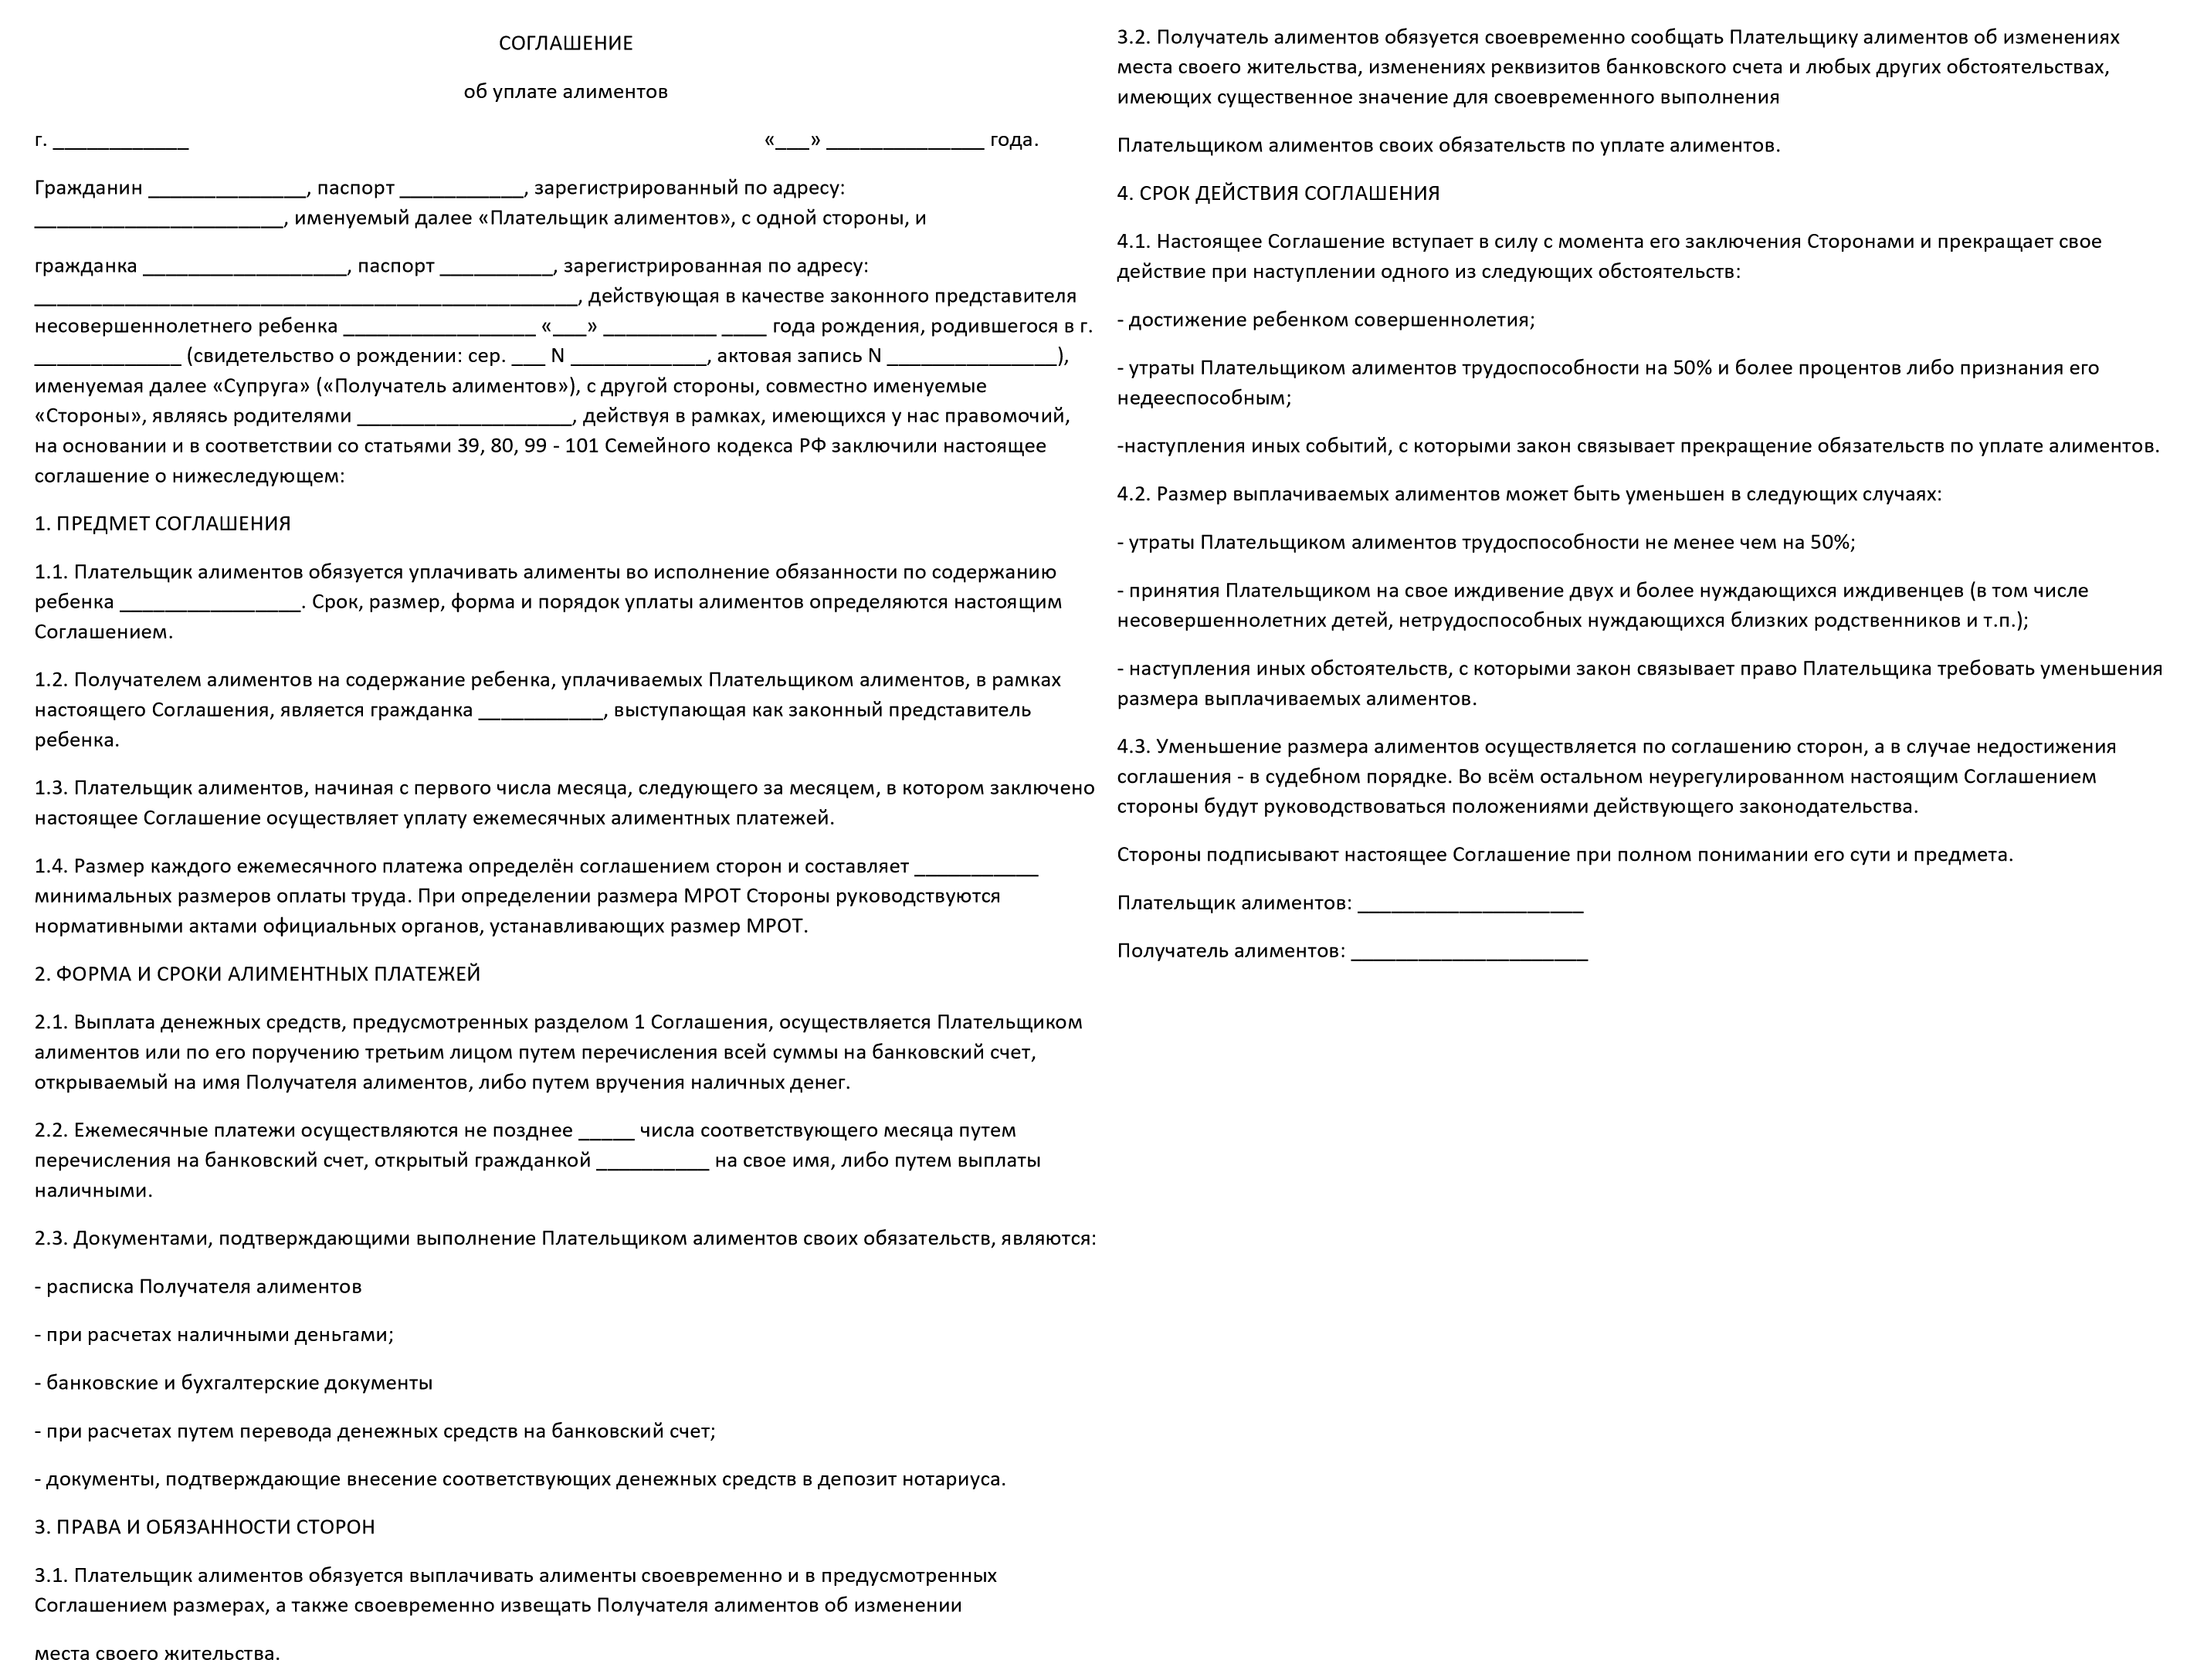 СОГЛАШЕНИЕ
об уплате алиментов
г. ____________ «___» ______________ года.
Гражданин ______________, паспорт ___________, зарегистрированный по адресу:
______________________, именуемый далее «Плательщик алиментов», с одной стороны, и
гражданка __________________, паспорт __________, зарегистрированная по адресу:
________________________________________________, действующая в качестве законного представителя
несовершеннолетнего ребенка _________________ «___» __________ ____ года рождения, родившегося в г.
_____________ (свидетельство о рождении: сер. ___ N ____________, актовая запись N _______________),
именуемая далее «Супруга» («Получатель алиментов»), с другой стороны, совместно именуемые
«Стороны», являясь родителями ___________________, действуя в рамках, имеющихся у нас правомочий,
на основании и в соответствии со статьями 39, 80, 99 - 101 Семейного кодекса РФ заключили настоящее
соглашение о нижеследующем:
1. ПРЕДМЕТ СОГЛАШЕНИЯ
1.1. Плательщик алиментов обязуется уплачивать алименты во исполнение обязанности по содержанию
ребенка ________________. Срок, размер, форма и порядок уплаты алиментов определяются настоящим
Соглашением.
1.2. Получателем алиментов на содержание ребенка, уплачиваемых Плательщиком алиментов, в рамках
настоящего Соглашения, является гражданка ___________, выступающая как законный представитель
ребенка.
1.3. Плательщик алиментов, начиная с первого числа месяца, следующего за месяцем, в котором заключено
настоящее Соглашение осуществляет уплату ежемесячных алиментных платежей.
1.4. Размер каждого ежемесячного платежа определён соглашением сторон и составляет ___________
минимальных размеров оплаты труда. При определении размера МРОТ Стороны руководствуются
нормативными актами официальных органов, устанавливающих размер МРОТ.
2. ФОРМА И СРОКИ АЛИМЕНТНЫХ ПЛАТЕЖЕЙ
2.1. Выплата денежных средств, предусмотренных разделом 1 Соглашения, осуществляется Плательщиком
алиментов или по его поручению третьим лицом путем перечисления всей суммы на банковский счет,
открываемый на имя Получателя алиментов, либо путем вручения наличных денег.
2.2. Ежемесячные платежи осуществляются не позднее _____ числа соответствующего месяца путем
перечисления на банковский счет, открытый гражданкой __________ на свое имя, либо путем выплаты
наличными.
2.3. Документами, подтверждающими выполнение Плательщиком алиментов своих обязательств, являются:
- расписка Получателя алиментов
- при расчетах наличными деньгами;
- банковские и бухгалтерские документы
- при расчетах путем перевода денежных средств на банковский счет;
- документы, подтверждающие внесение соответствующих денежных средств в депозит нотариуса.
3. ПРАВА И ОБЯЗАННОСТИ СТОРОН
3.1. Плательщик алиментов обязуется выплачивать алименты своевременно и в предусмотренных
Соглашением размерах, а также своевременно извещать Получателя алиментов об изменении
места своего жительства.
3.2. Получатель алиментов обязуется своевременно сообщать Плательщику алиментов об изменениях
места своего жительства, изменениях реквизитов банковского счета и любых других обстоятельствах,
имеющих существенное значение для своевременного выполнения
Плательщиком алиментов своих обязательств по уплате алиментов.
4. СРОК ДЕЙСТВИЯ СОГЛАШЕНИЯ
4.1. Настоящее Соглашение вступает в силу с момента его заключения Сторонами и прекращает свое
действие при наступлении одного из следующих обстоятельств:
- достижение ребенком совершеннолетия;
- утраты Плательщиком алиментов трудоспособности на 50% и более процентов либо признания его
недееспособным;
-наступления иных событий, с которыми закон связывает прекращение обязательств по уплате алиментов.
4.2. Размер выплачиваемых алиментов может быть уменьшен в следующих случаях:
- утраты Плательщиком алиментов трудоспособности не менее чем на 50%;
- принятия Плательщиком на свое иждивение двух и более нуждающихся иждивенцев (в том числе
несовершеннолетних детей, нетрудоспособных нуждающихся близких родственников и т.п.);
- наступления иных обстоятельств, с которыми закон связывает право Плательщика требовать уменьшения
размера выплачиваемых алиментов.
4.3. Уменьшение размера алиментов осуществляется по соглашению сторон, а в случае недостижения
соглашения - в судебном порядке. Во всём остальном неурегулированном настоящим Соглашением
стороны будут руководствоваться положениями действующего законодательства.
Стороны подписывают настоящее Соглашение при полном понимании его сути и предмета.
Плательщик алиментов: ____________________
Получатель алиментов: _____________________